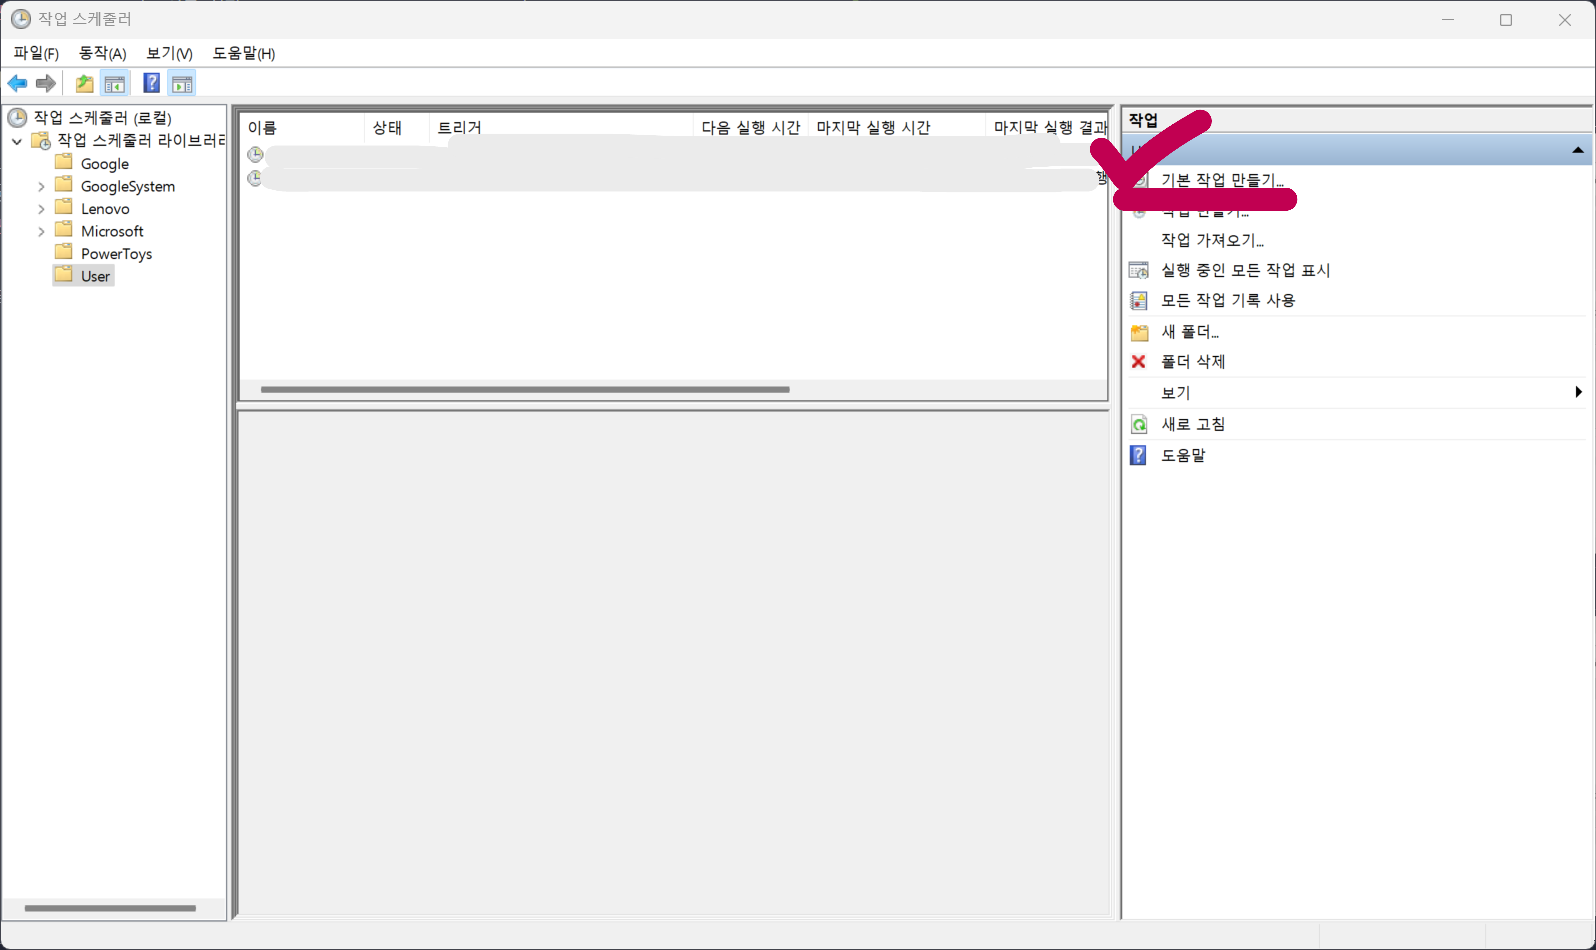 작업 스케줄러
파일(F) 동작(A) 보기(V) 도움말(H)
작업 스케줄러 (로컬)
작업 스케줄러 라이브러리
Google
GoogleSystem
Lenovo
Microsoft
PowerToys
User
이름 상태 트리거 다음 실행 시간 마지막 실행 시간 마지막 실행 결과
작업
기본 작업 만들기...
작업 만들기...
작업 가져오기...
실행 중인 모든 작업 표시
모든 작업 기록 사용
새 폴더...
폴더 삭제
보기
새로 고침
도움말